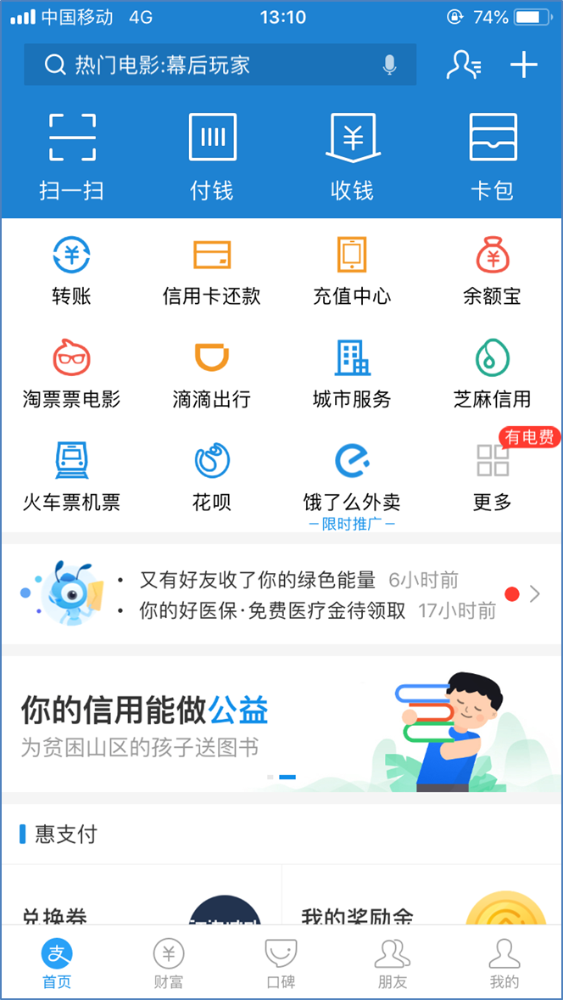 中国移动 4G 13:10 74%
热门电影:幕后玩家
扫一扫 付钱 收钱 卡包
转账 信用卡还款 充值中心 余额宝
淘票票电影 滴滴出行 城市服务 芝麻信用
有电费
火车票机票 花呗 饿了么外卖 更多
限时推广
· 又有好友收了你的绿色能量 6小时前
· 你的好医保·免费医疗金待领取 17小时前
你的信用能做公益
为贫困山区的孩子送图书
惠支付
兑换券 我的奖励金
支
首页 财富 口碑 朋友 我的